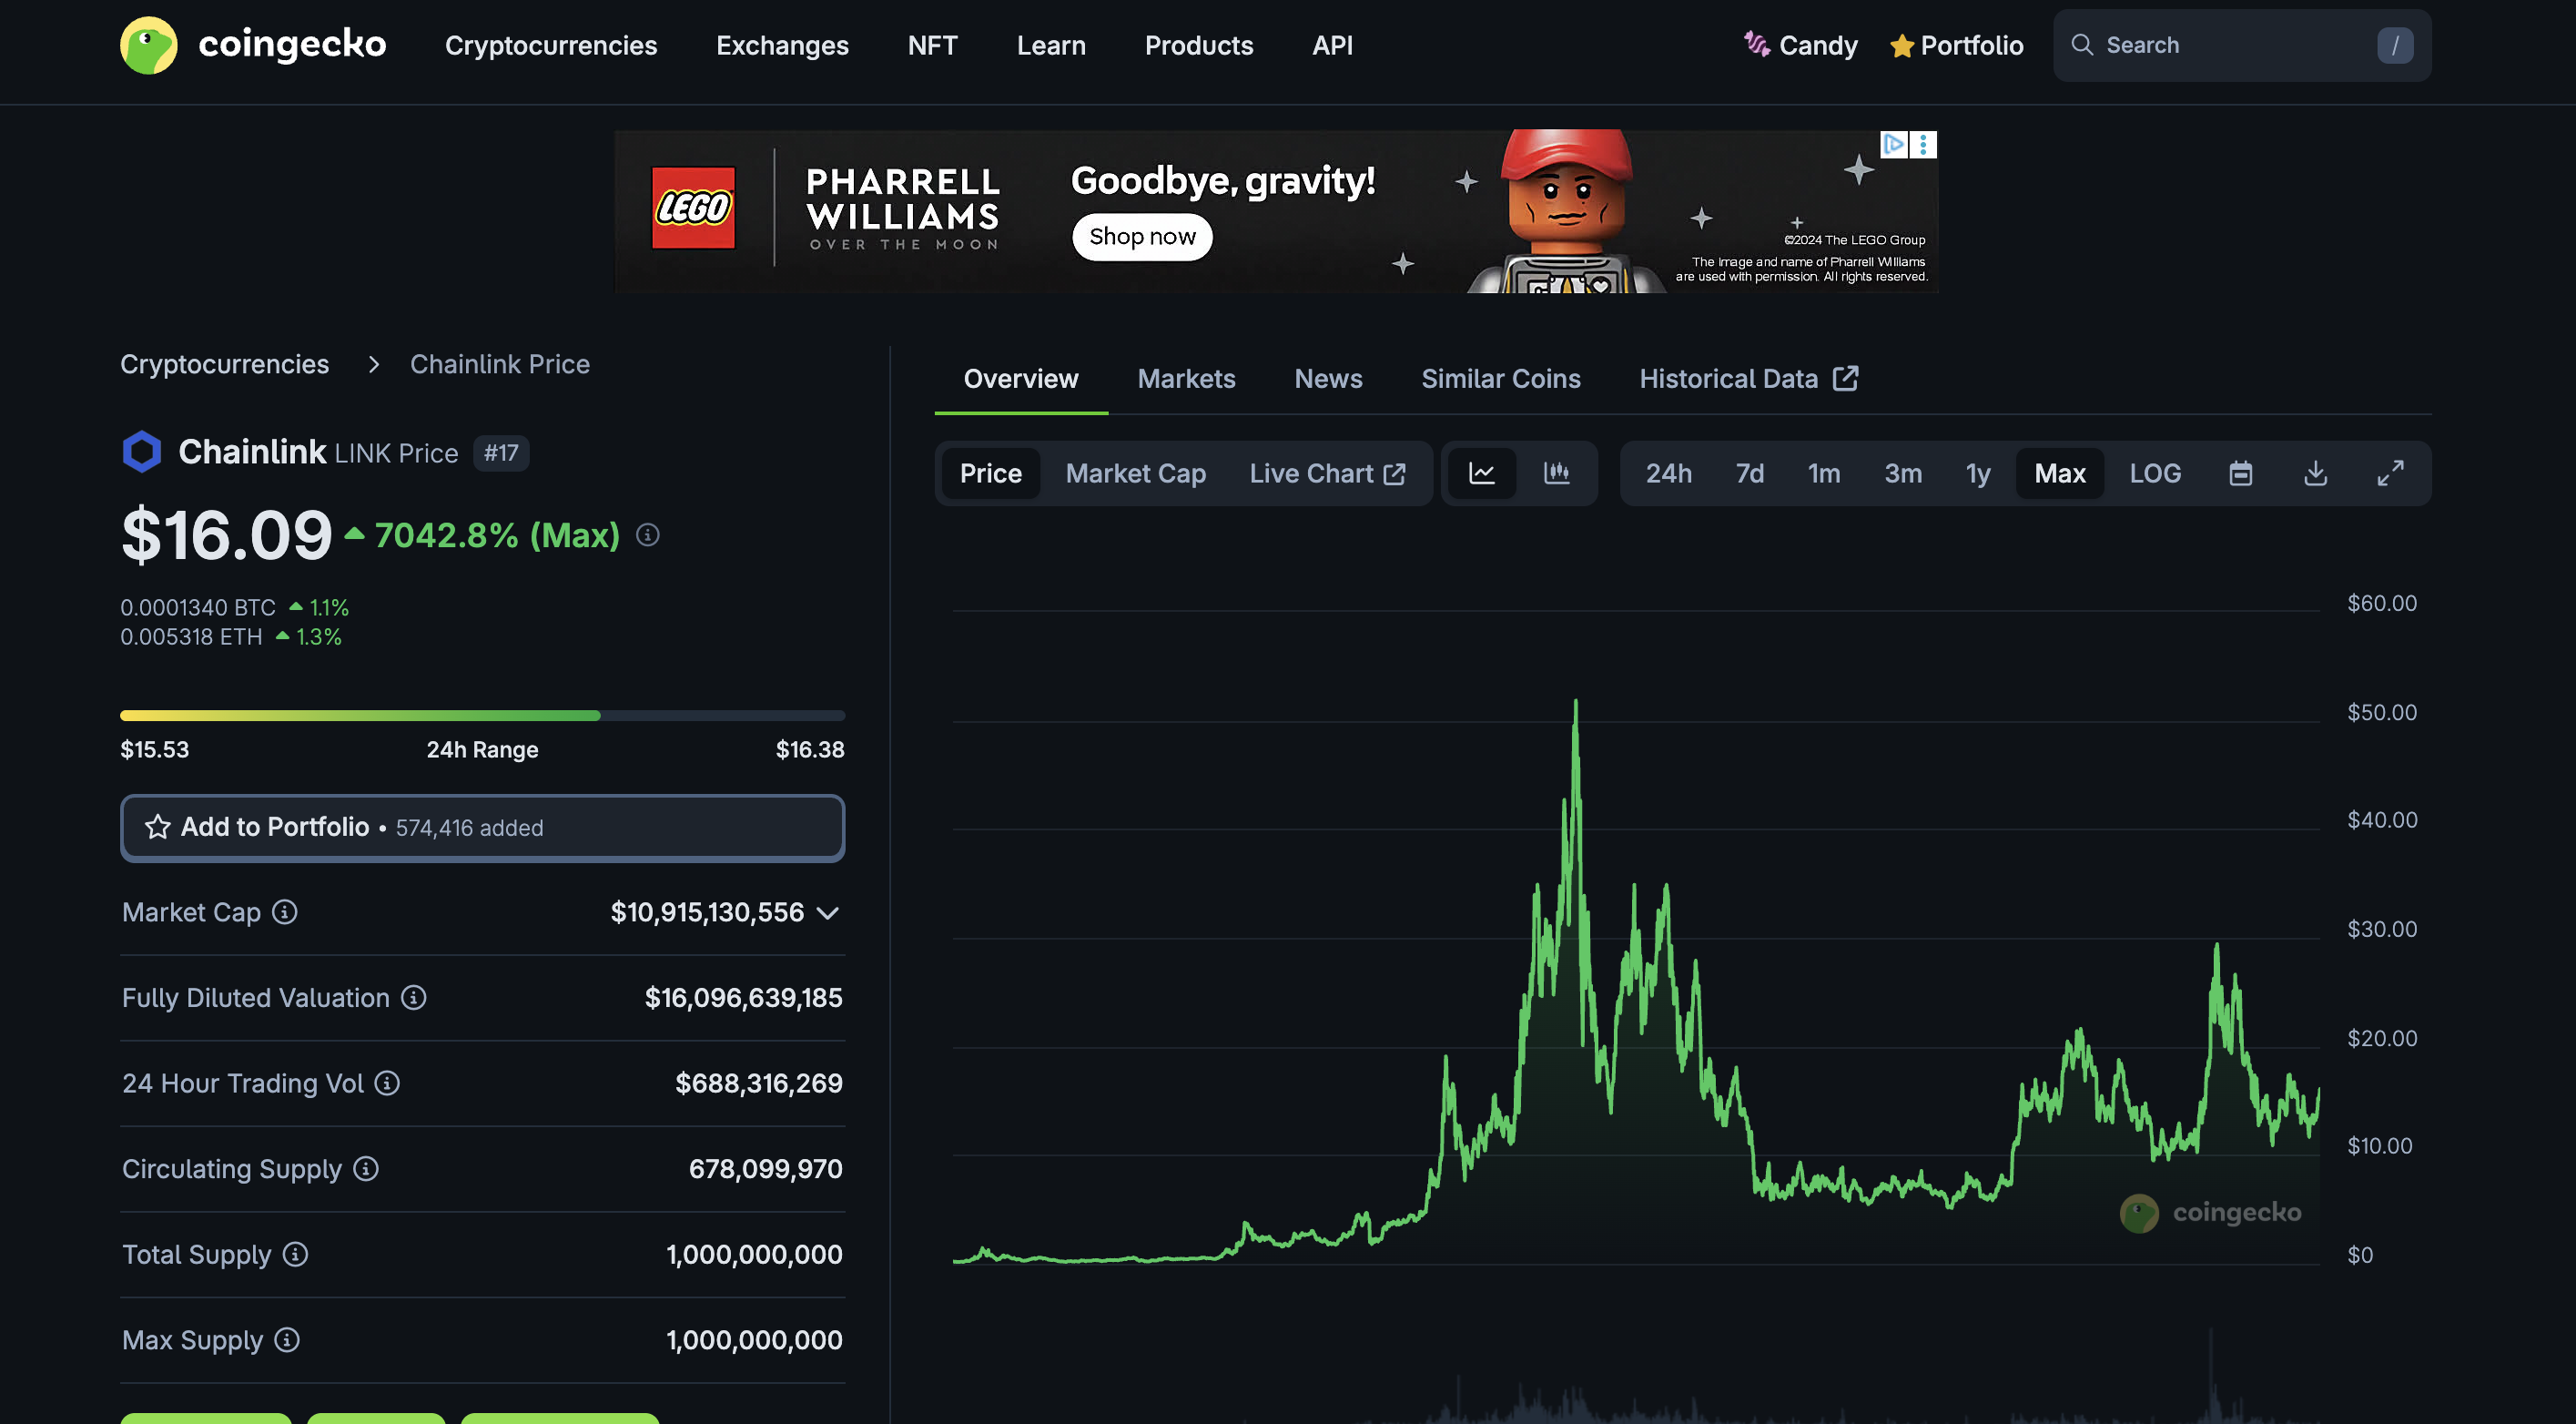 coingecko
Cryptocurrencies
Exchanges
NFT
Learn
Products
API
Candy
Portfolio
Search
/
LEGO
PHARRELL
WILLIAMS
OVER THE MOON
Goodbye, gravity!
Shop now
©2024 The LEGO Group
The image and name of Pharrell Williams
are used with permission. All rights reserved.
Cryptocurrencies > Chainlink Price
Chainlink LINK Price #17
$16.09 7042.8% (Max)
0.0001340 BTC 1.1%
0.005318 ETH 1.3%
$15.53 24h Range $16.38
Add to Portfolio • 574,416 added
Market Cap $10,915,130,556
Fully Diluted Valuation $16,096,639,185
24 Hour Trading Vol $688,316,269
Circulating Supply 678,099,970
Total Supply 1,000,000,000
Max Supply 1,000,000,000
Overview
Markets
News
Similar Coins
Historical Data
Price
Market Cap
Live Chart
24h
7d
1m
3m
1y
Max
LOG
$60.00
$50.00
$40.00
$30.00
$20.00
$10.00
coingecko
$0